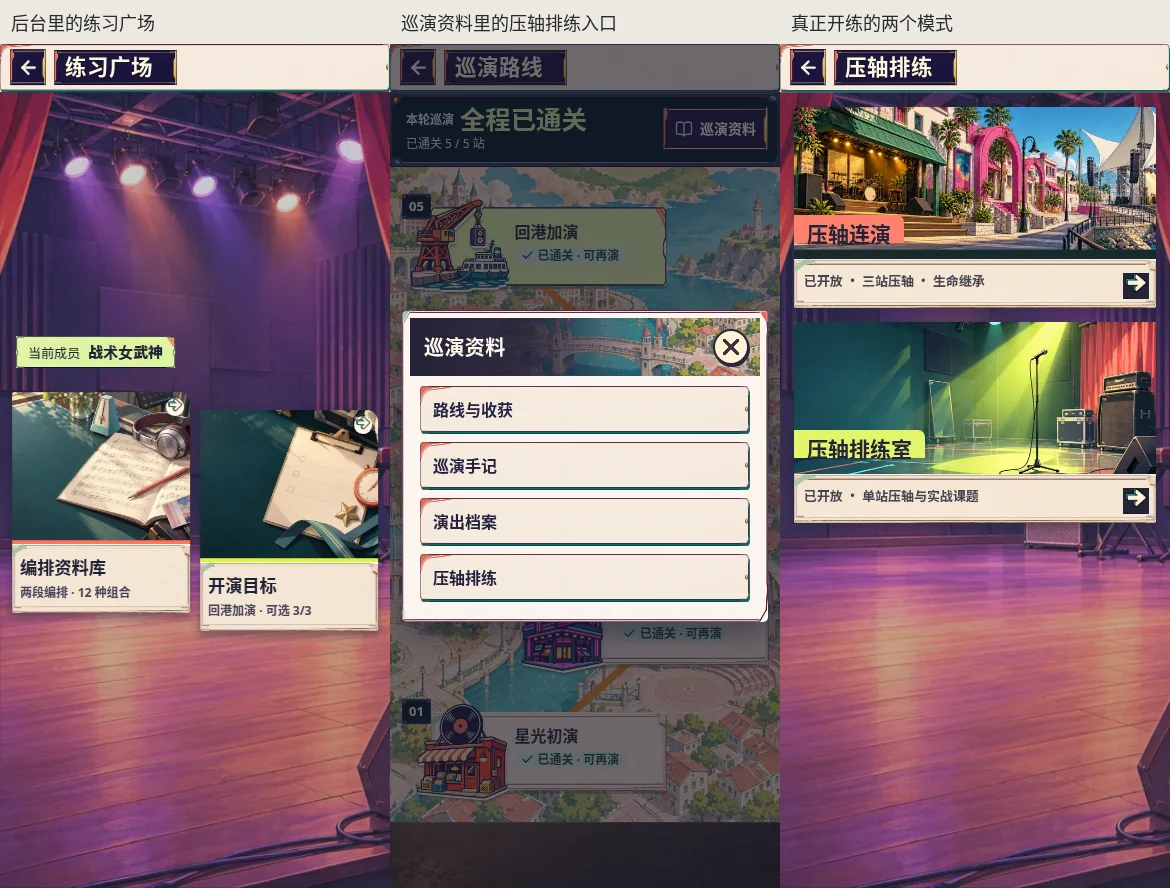 后台里的练习广场
练习广场
当前成员 战术女武神
编排资料库
两段编排 · 12 种组合
开演目标
回港加演 · 可选 3/3
巡演资料里的压轴排练入口
巡演路线
本轮巡演 全程已通关
已通关 5 / 5 站
巡演资料
05
回港加演
✓ 已通关 · 可再演
巡演资料
路线与收获
巡演手记
演出档案
压轴排练
✓ 已通关 · 可再演
01
星光初演
✓ 已通关 · 可再演
真正开练的两个模式
压轴排练
压轴连演
已开放 · 三站压轴 · 生命继承
压轴排练室
已开放 · 单站压轴与实战课题